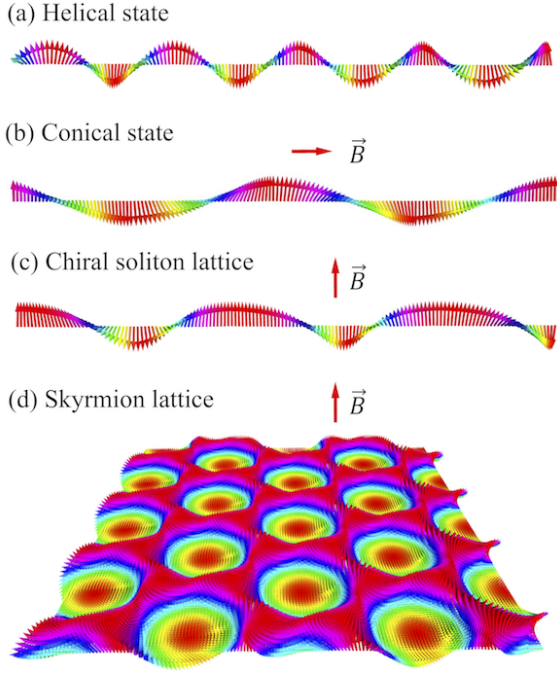 (a) Helical state
(b) Conical state
B⃗
(c) Chiral soliton lattice
B⃗
(d) Skyrmion lattice
B⃗